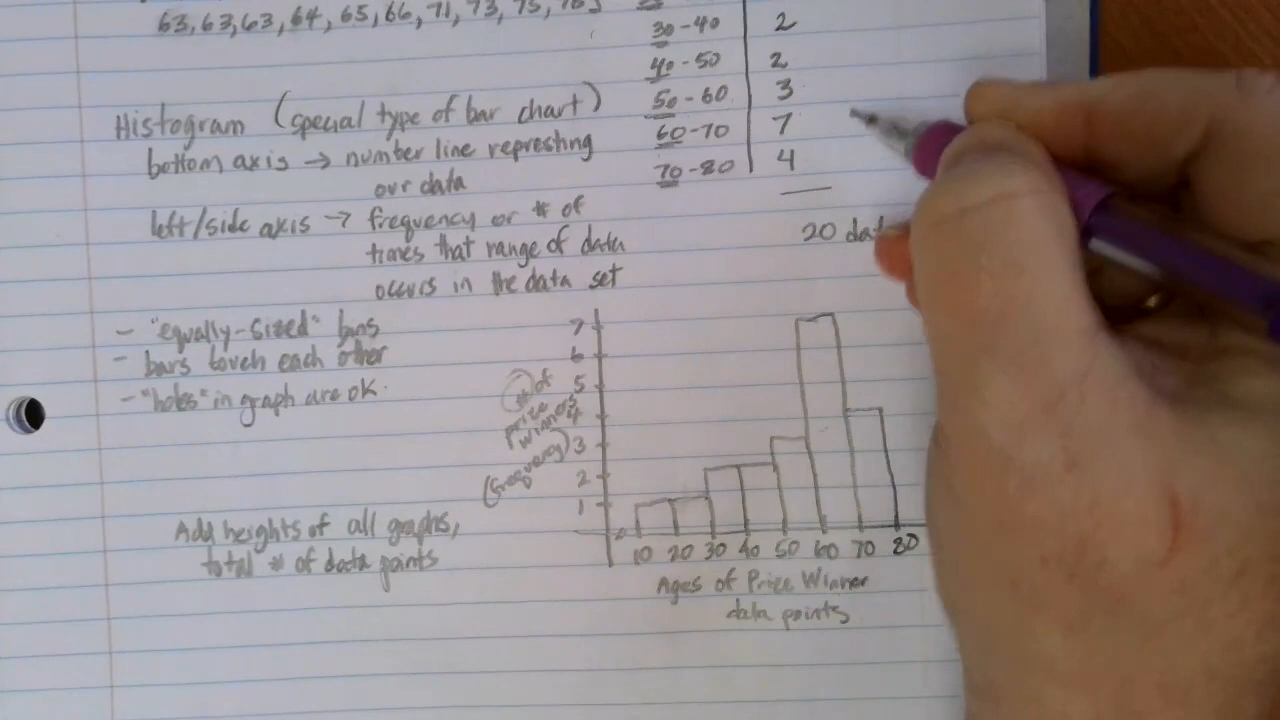 63, 63, 63, 64, 65, 66, 71, 73, 75,
30-40 2
40-50 2
50-60 3
60-70 7
70-80 4
Histogram (special type of bar chart)
bottom axis → number line represting
our data
left/side axis → frequency or # of
times that range of data
occurs in the data set
20
- "equally-sized" bins
- bars touch each other
- "holes" in graph are ok.
Add heights of all graphs,
total # of data points
# of
prize
winners
(frequency)
7
6
5
4
3
2
1
0
10 20 30 40 50 60 70 80
Ages of Prize Winner
data points